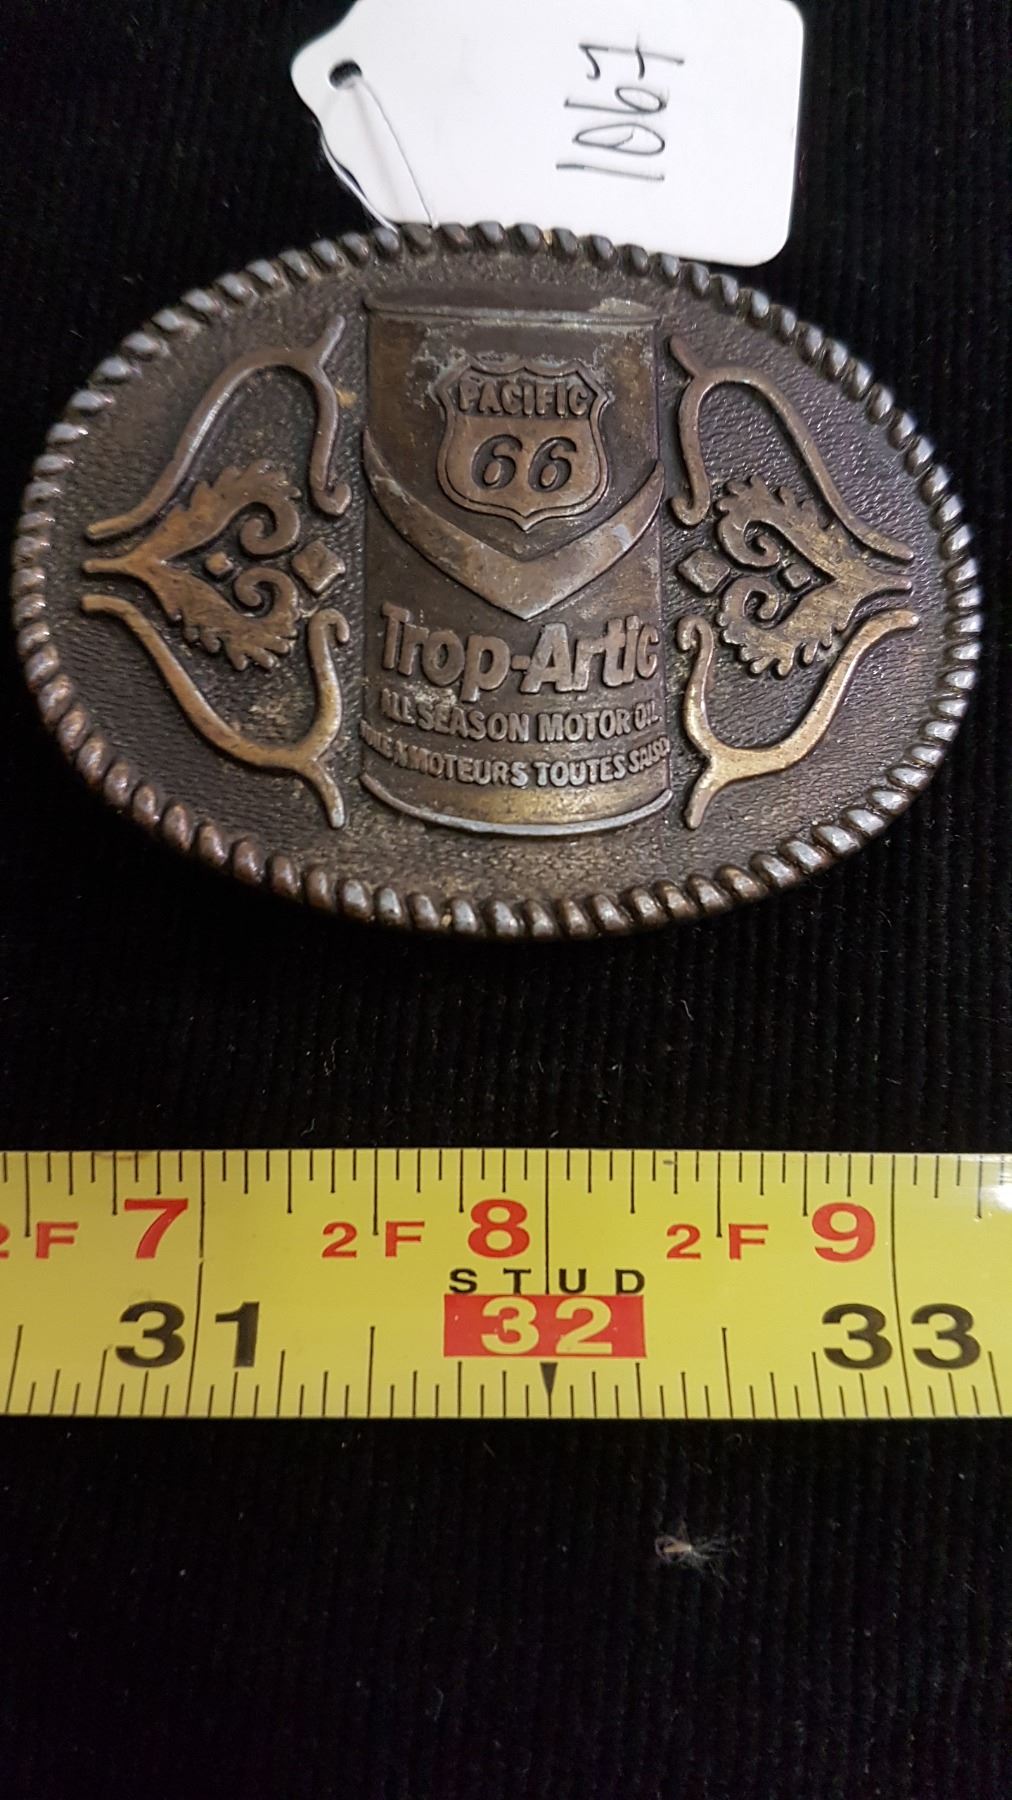 1067
PACIFIC
66
Trop-Artic
ALL SEASON MOTOR OIL
MOTEURS TOUTES
2F 7 2F 8 2F 9
STUD
31 32 33